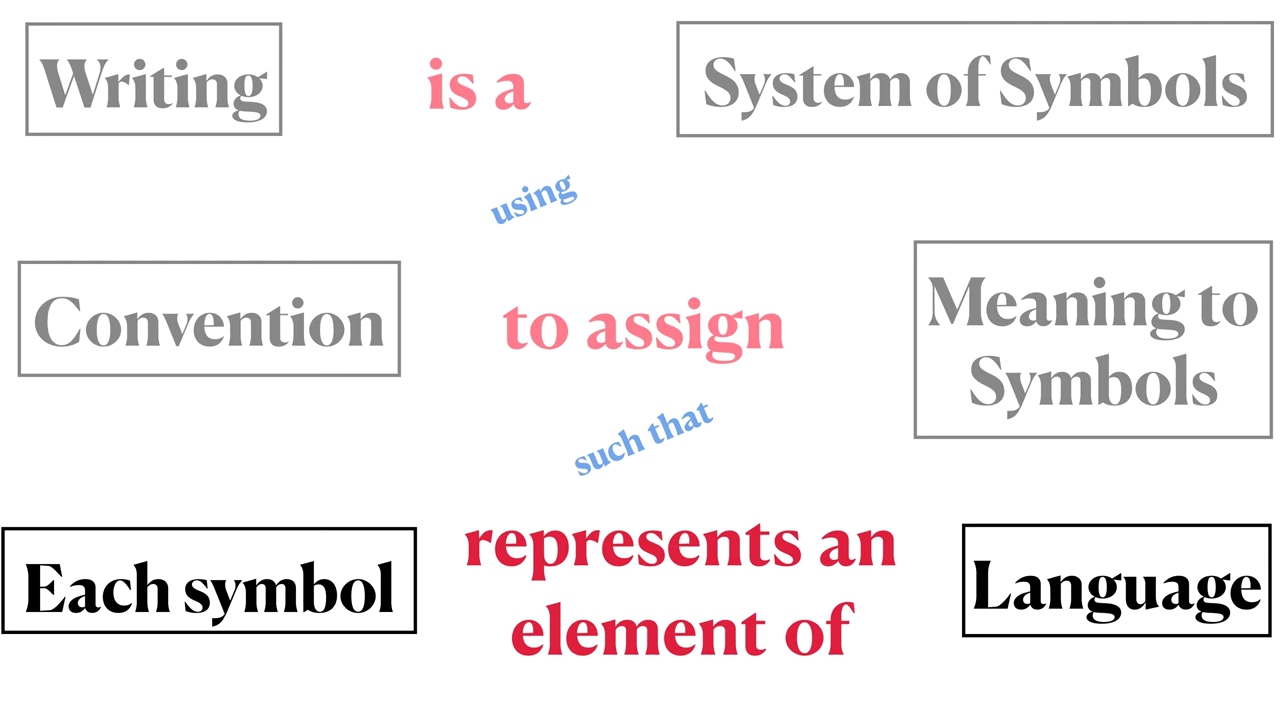 Writing is a System of Symbols
using
Convention to assign Meaning to
Symbols
such that
Each symbol represents an
element of Language